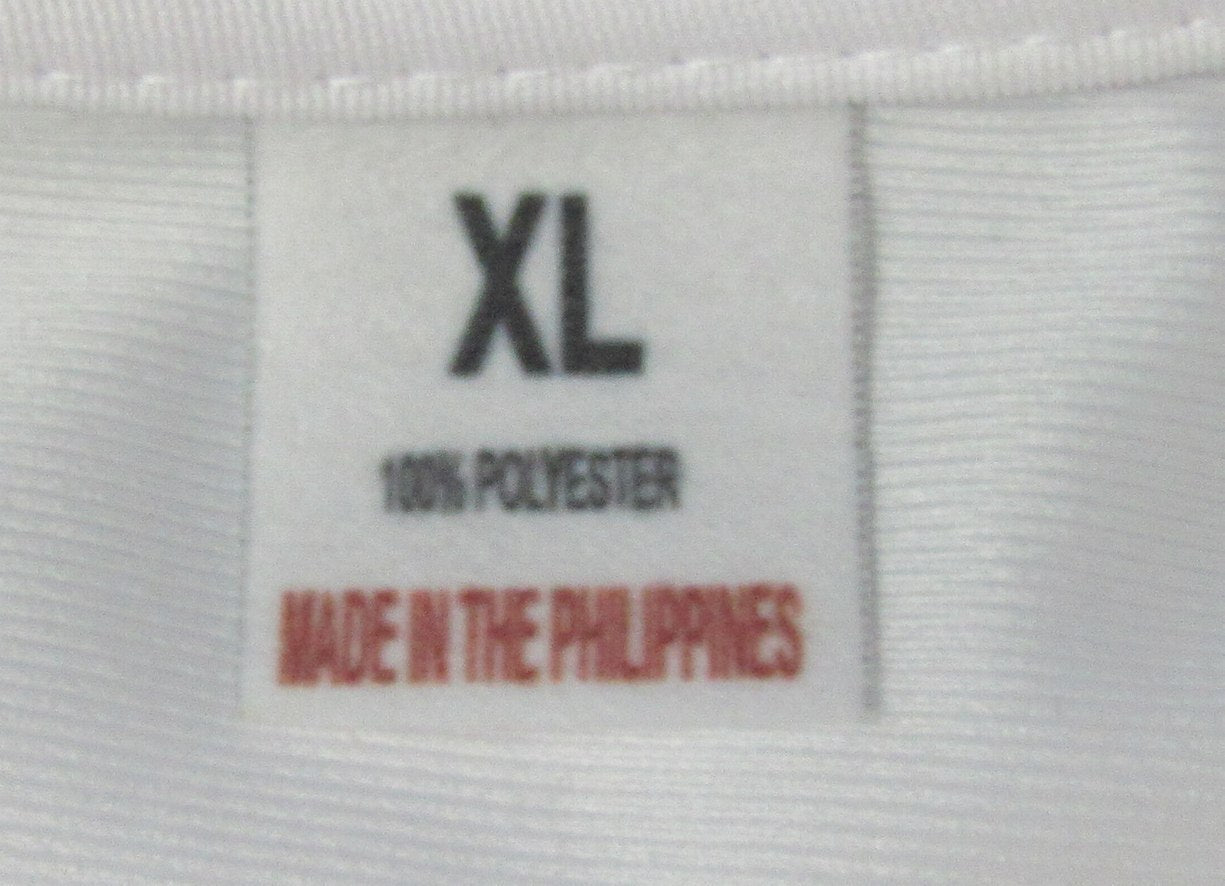 XL
100% POLYESTER
MADE IN THE PHILIPPINES